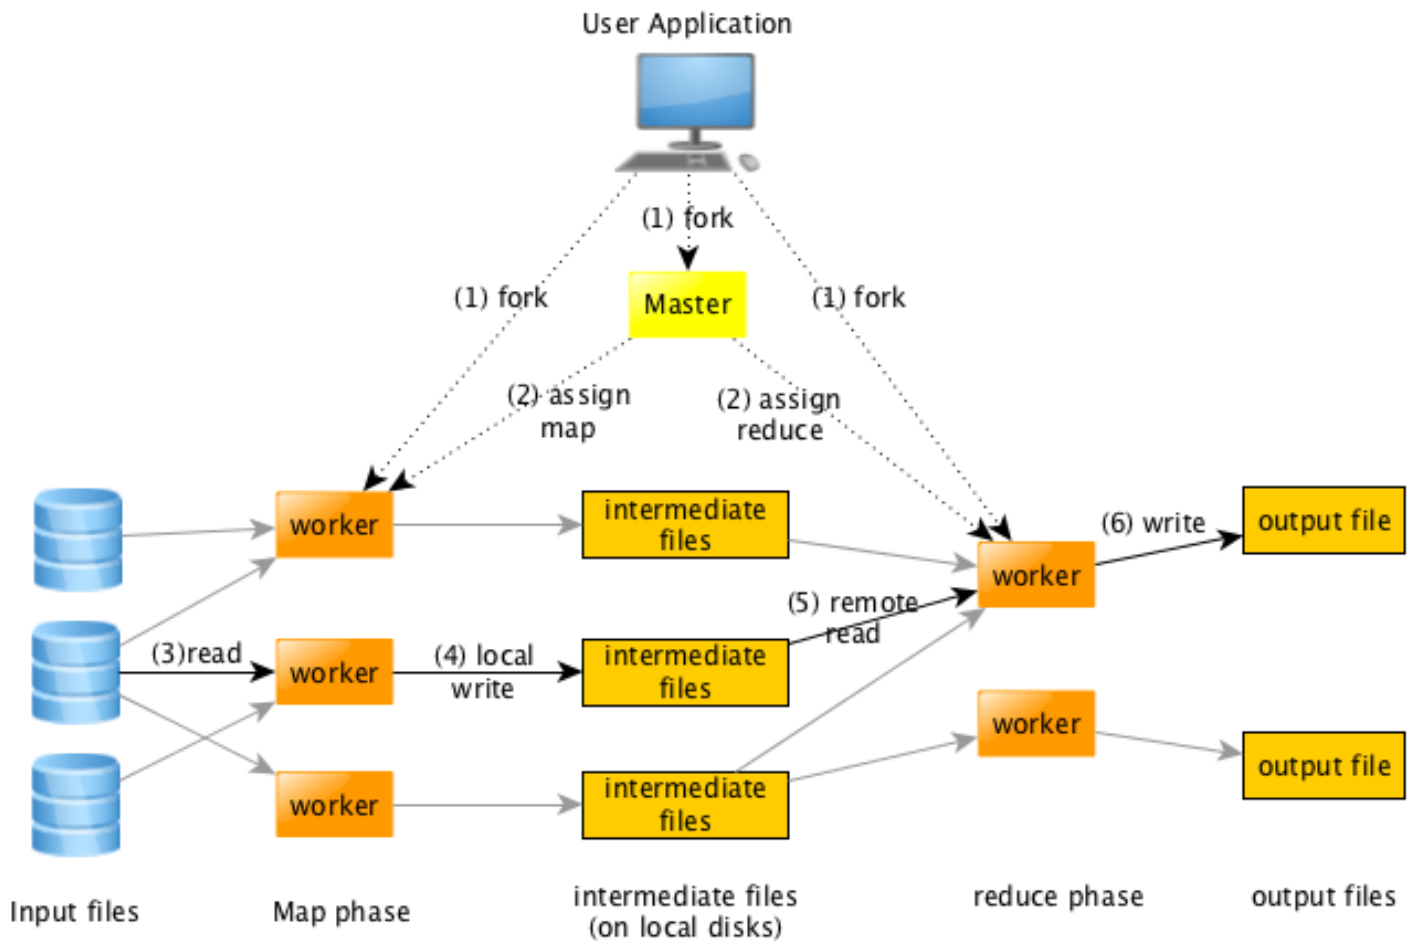 User Application
(1) fork
Master
(1) fork
(1) fork
(2) assign
map
(2) assign
reduce
worker
intermediate
files
worker
(6) write
output file
(3)read
worker
(4) local
write
intermediate
files
(5) remote
read
worker
intermediate
files
worker
output file
Input files
Map phase
intermediate files
(on local disks)
reduce phase
output files